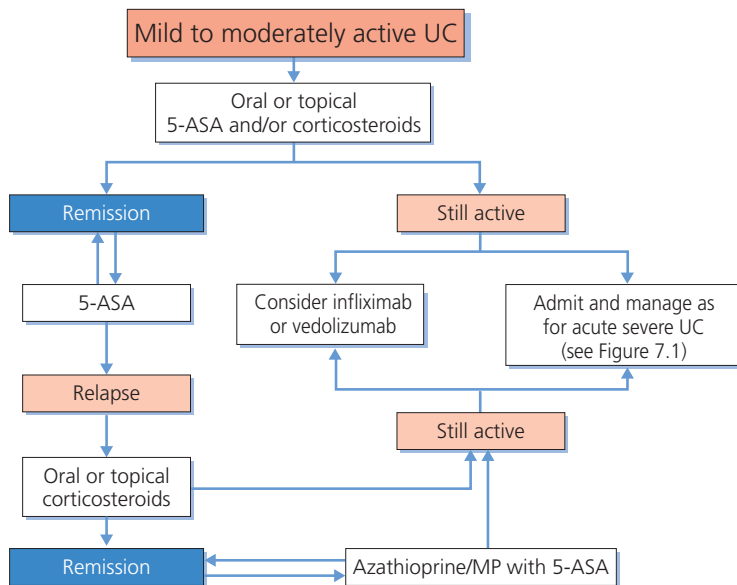 Mild to moderately active UC
Oral or topical
5-ASA and/or corticosteroids
Remission
Still active
5-ASA
Consider infliximab
or vedolizumab
Admit and manage as
for acute severe UC
(see Figure 7.1)
Relapse
Still active
Oral or topical
corticosteroids
Remission
Azathioprine/MP with 5-ASA